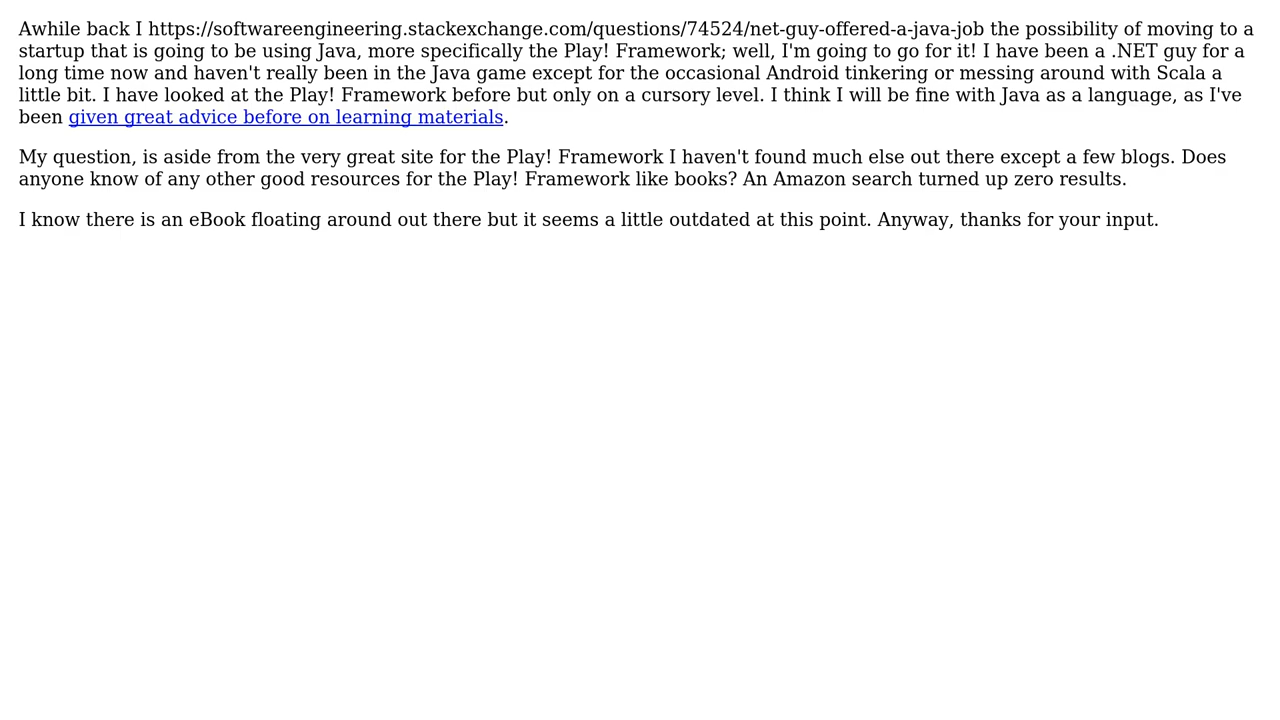 Awhile back I https://softwareengineering.stackexchange.com/questions/74524/net-guy-offered-a-java-job the possibility of moving to a
startup that is going to be using Java, more specifically the Play! Framework; well, I'm going to go for it! I have been a .NET guy for a
long time now and haven't really been in the Java game except for the occasional Android tinkering or messing around with Scala a
little bit. I have looked at the Play! Framework before but only on a cursory level. I think I will be fine with Java as a language, as I've
been given great advice before on learning materials.
My question, is aside from the very great site for the Play! Framework I haven't found much else out there except a few blogs. Does
anyone know of any other good resources for the Play! Framework like books? An Amazon search turned up zero results.
I know there is an eBook floating around out there but it seems a little outdated at this point. Anyway, thanks for your input.